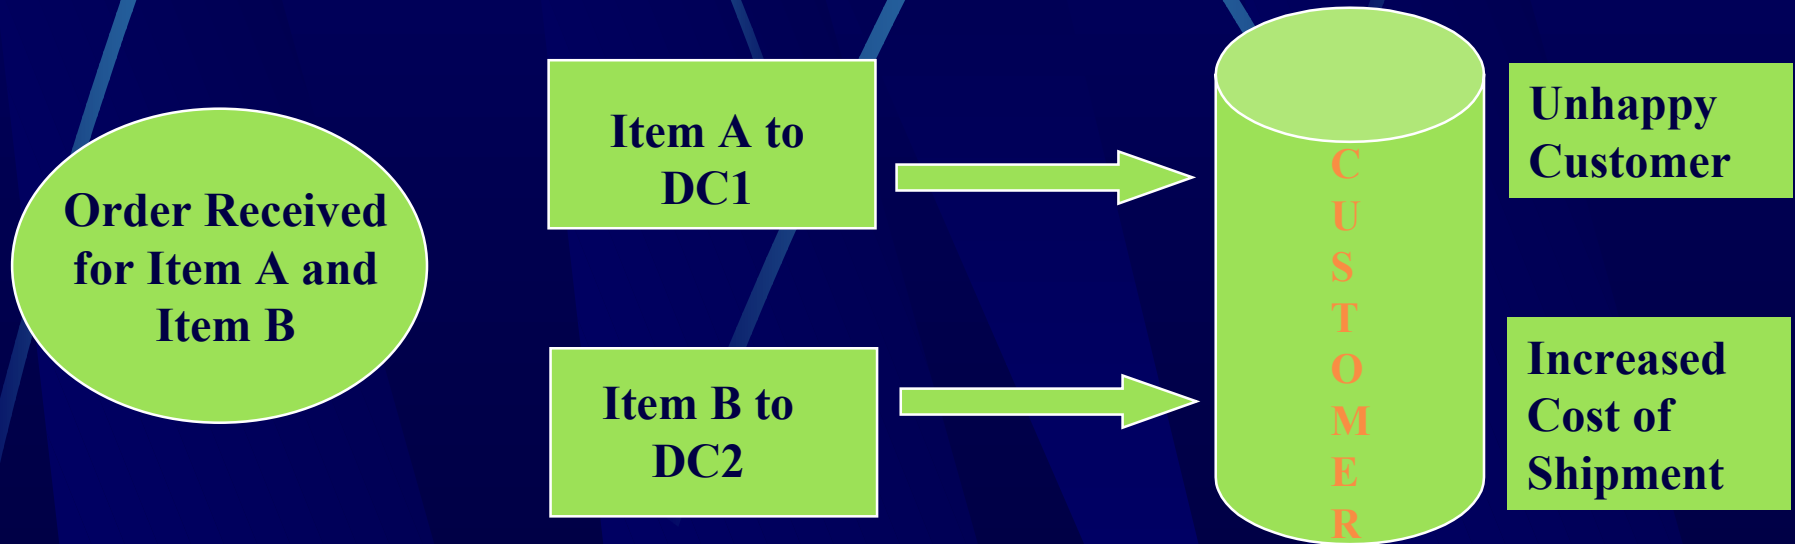 Order Received
for Item A and
Item B
Item A to
DC1
Item B to
DC2
C
U
S
T
O
M
E
R
Unhappy
Customer
Increased
Cost of
Shipment